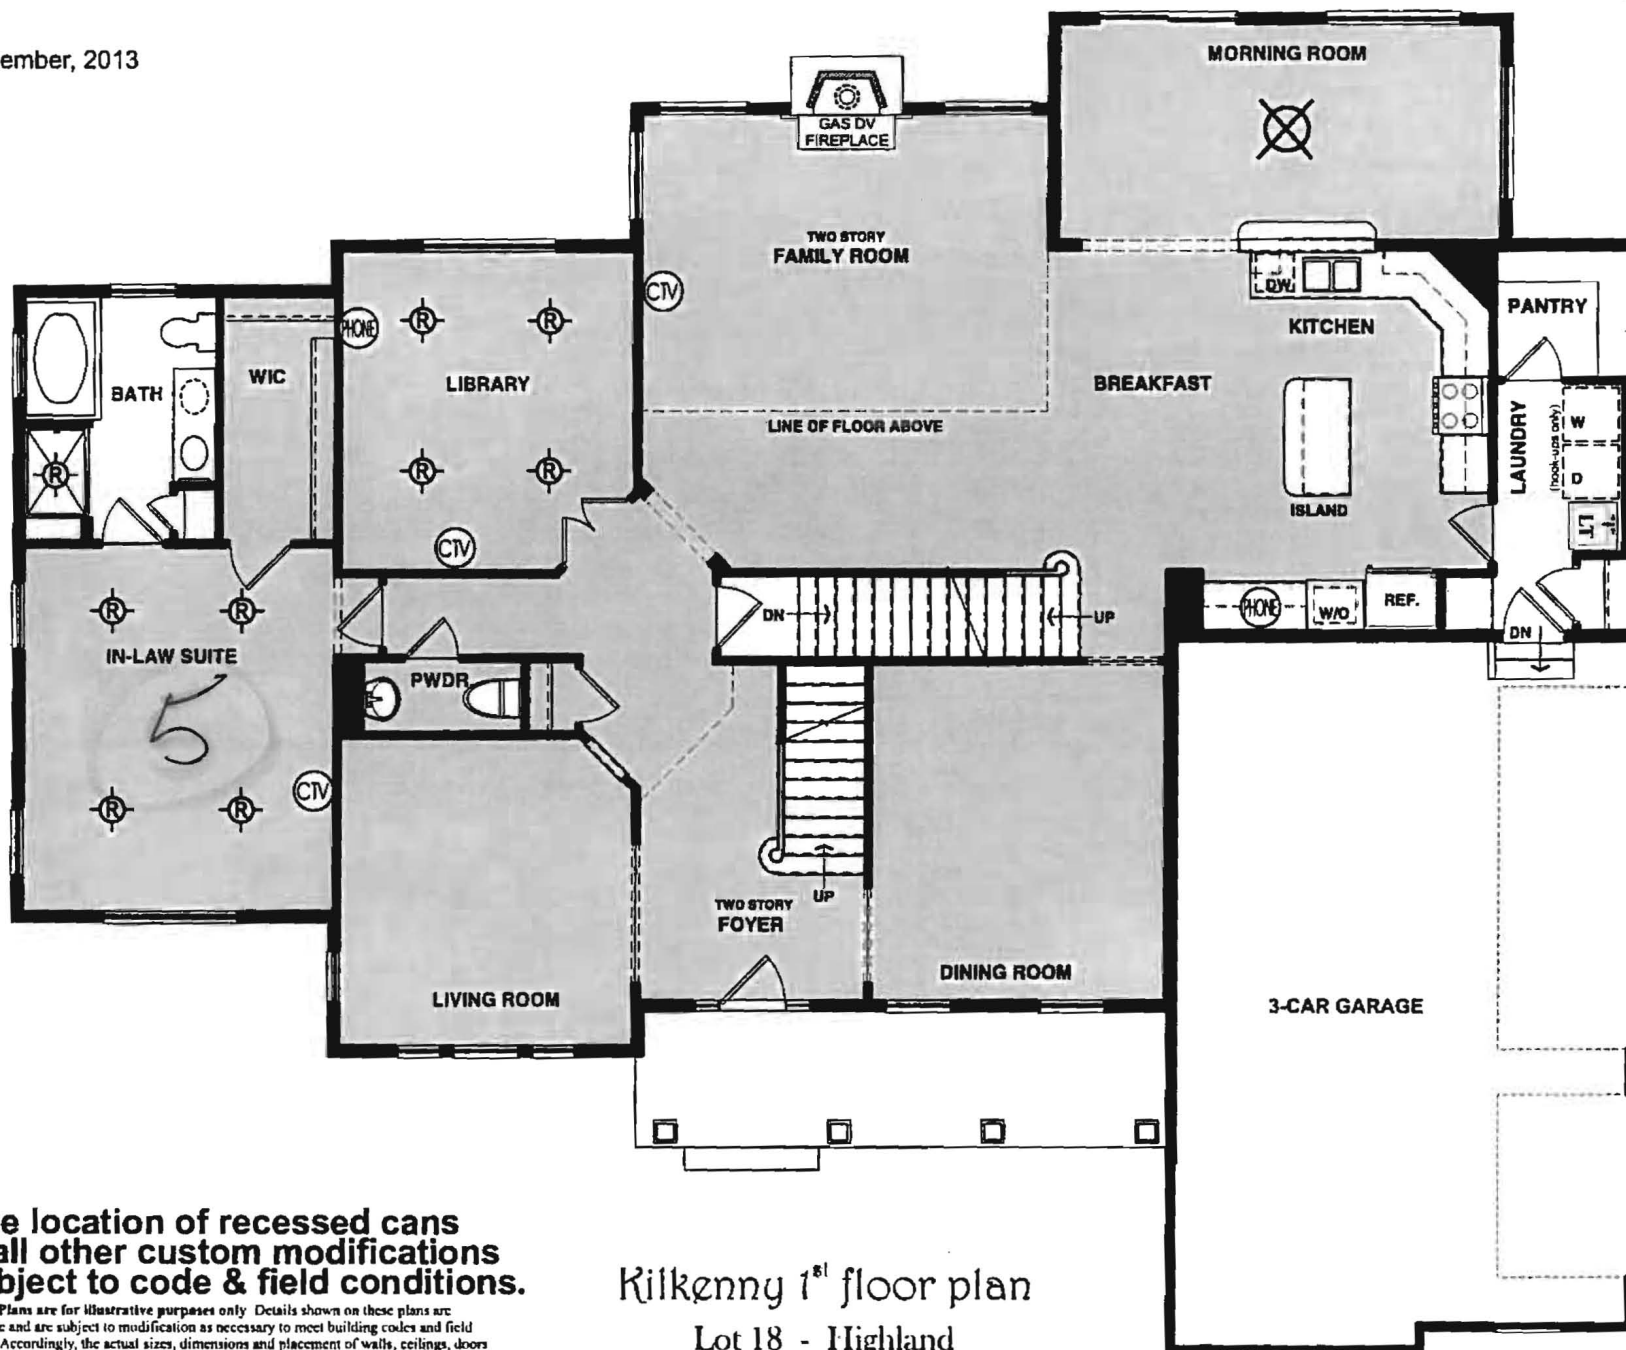 ember, 2013
MORNING ROOM
GAS DV
FIREPLACE
TWO STORY
FAMILY ROOM
CTV
DW
KITCHEN
PANTRY
PHONE
R
R
WIC
LIBRARY
BATH
BREAKFAST
LINE OF FLOOR ABOVE
LAUNDRY
(hook-ups only)
W
D
LT
R
R
R
ISLAND
CTV
R
R
DN
UP
PHONE
W/O
REF.
DN
IN-LAW SUITE
PWDR.
5
CTV
R
R
UP
TWO STORY
FOYER
DINING ROOM
LIVING ROOM
3-CAR GARAGE
e location of recessed cans
all other custom modifications
bject to code & field conditions.
Plans are for illustrative purposes only Details shown on these plans are
e and are subject to modification as necessary to meet building codes and field
Accordingly, the actual sizes, dimensions and placement of walls, ceilings, doors
Kilkenny 1st floor plan
Lot 18 - Highland